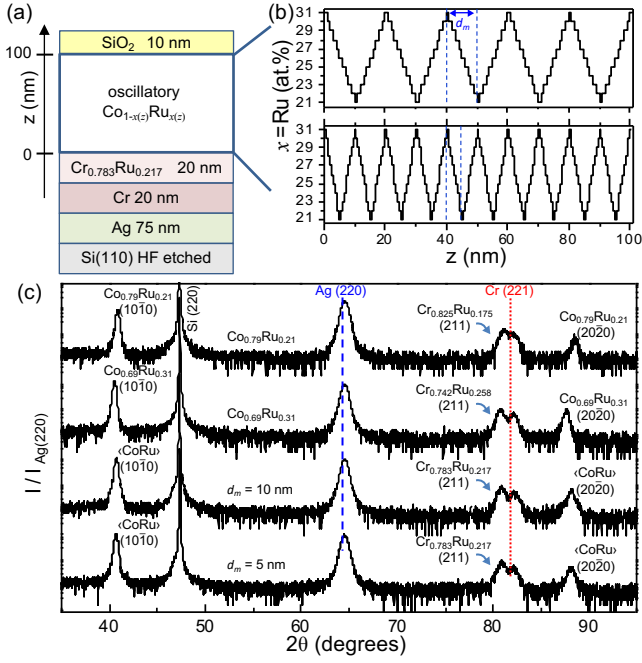 (a)
z (nm)
100
0
SiO₂ 10 nm
oscillatory
Co₁₋ₓ₍z₎Ruₓ₍z₎
Cr₀.₇₈₃Ru₀.₂₁₇ 20 nm
Cr 20 nm
Ag 75 nm
Si(110) HF etched
(b)
x = Ru (at.%)
31
29
27
25
23
21
dₘ
31
29
27
25
23
21
0 10 20 30 40 50 60 70 80 90 100
z (nm)
(c)
I / I Ag(220)
Co₀.₇₉Ru₀.₂₁
(101̄0)
Si (220)
Co₀.₇₉Ru₀.₂₁
Ag (220)
Cr₀.₈₂₅Ru₀.₁₇₅
(211)
Cr (221)
Co₀.₇₉Ru₀.₂₁
(202̄0)
Co₀.₆₉Ru₀.₃₁
(101̄0)
Co₀.₆₉Ru₀.₃₁
Cr₀.₇₄₂Ru₀.₂₅₈
(211)
Co₀.₆₉Ru₀.₃₁
(202̄0)
‹CoRu›
(101̄0)
dₘ = 10 nm
Cr₀.₇₈₃Ru₀.₂₁₇
(211)
‹CoRu›
(202̄0)
‹CoRu›
(101̄0)
dₘ = 5 nm
Cr₀.₇₈₃Ru₀.₂₁₇
(211)
‹CoRu›
(202̄0)
40 50 60 70 80 90
2θ (degrees)